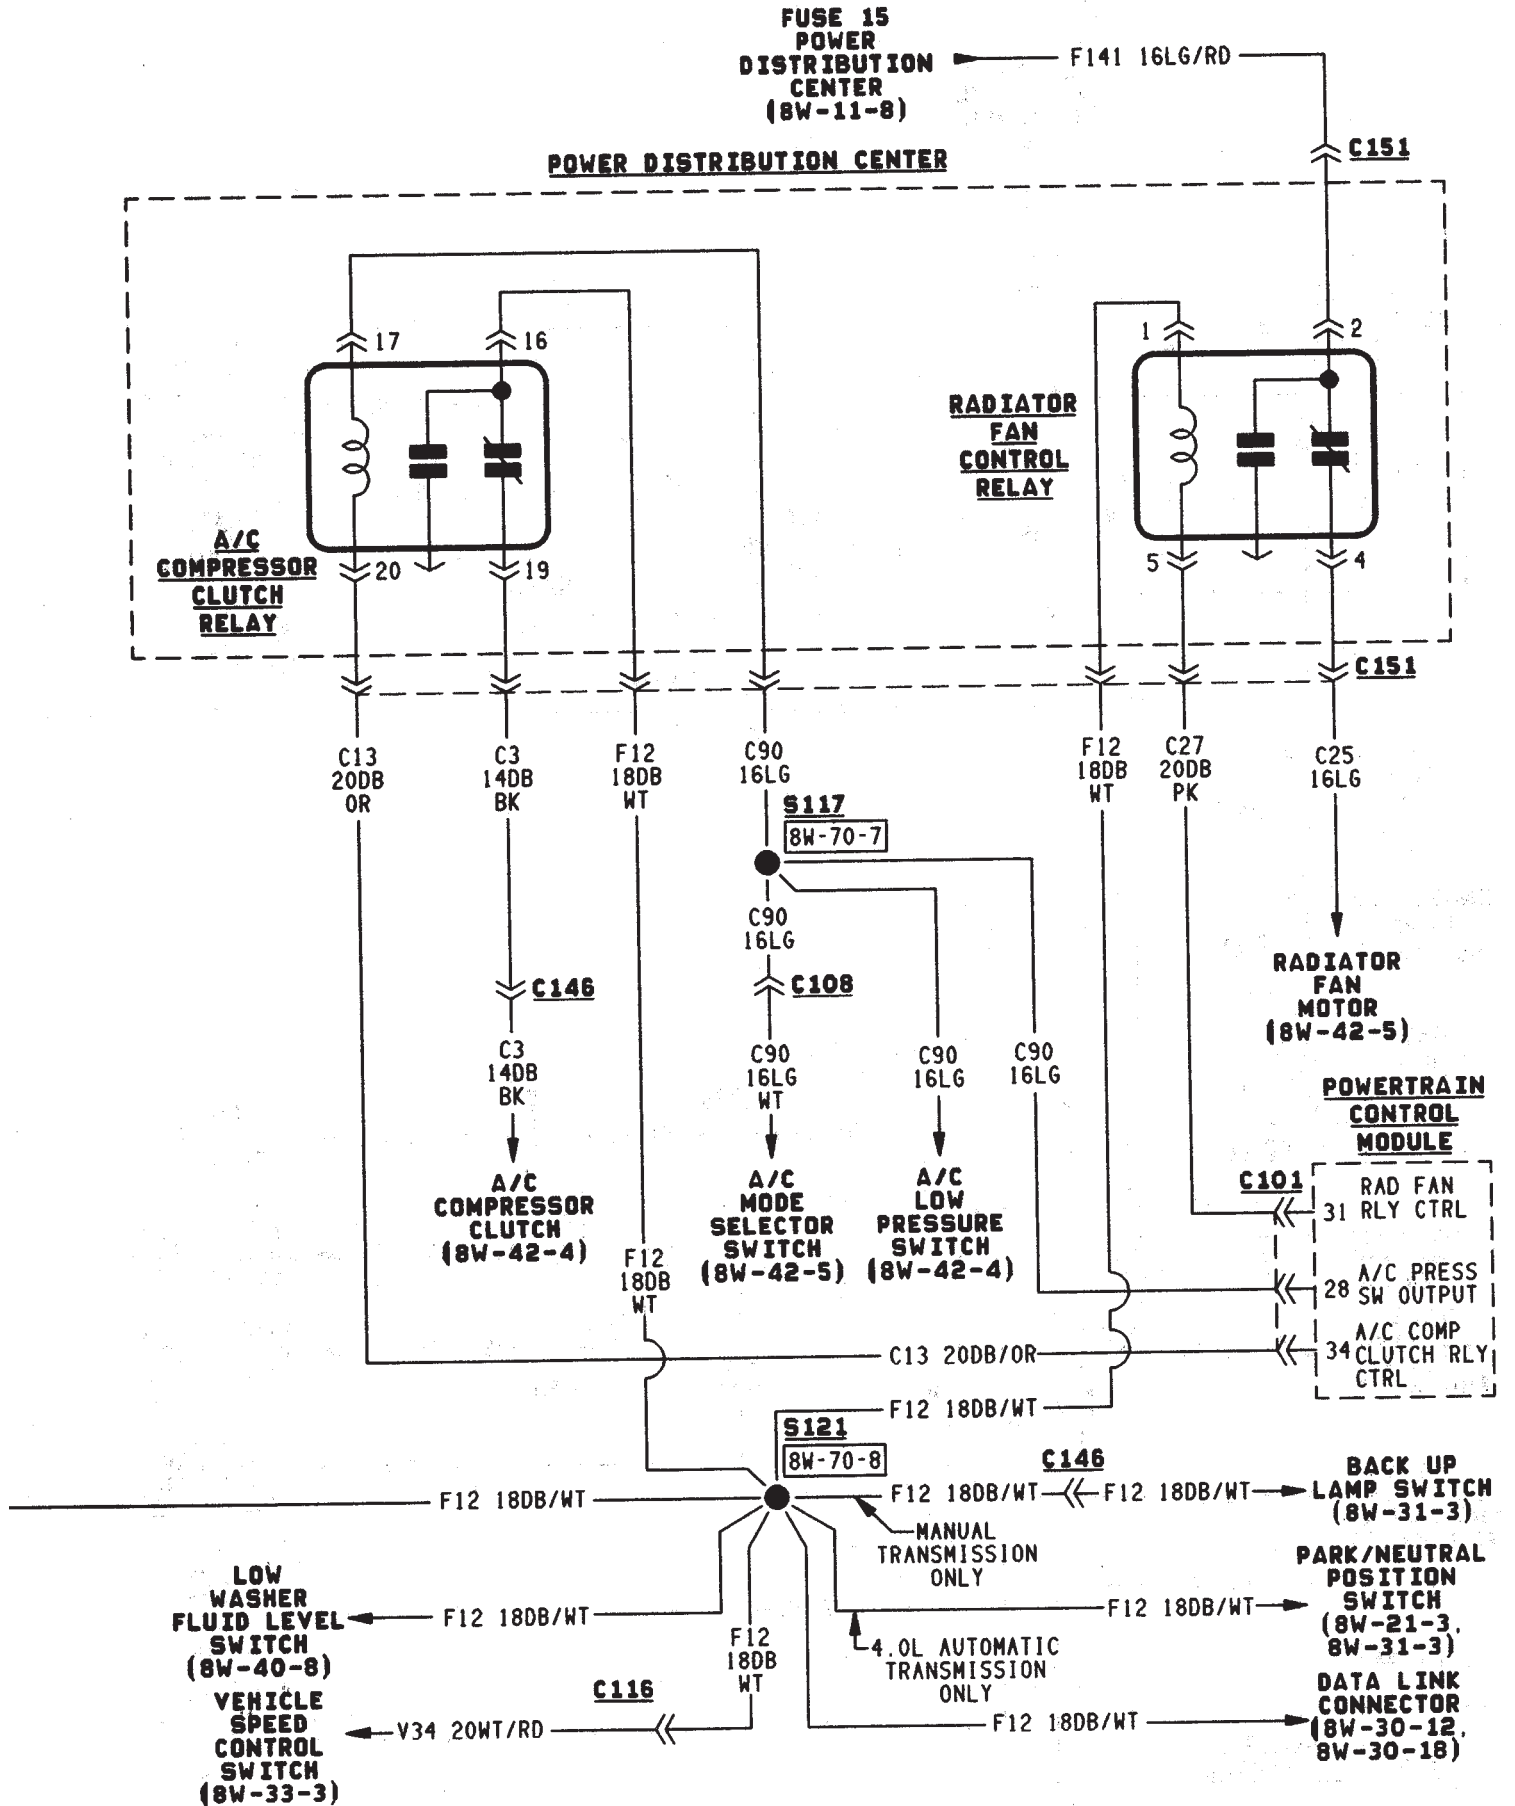 FUSE 15
POWER
DISTRIBUTION
CENTER
(8W-11-8)
F141 16LG/RD
C151
POWER DISTRIBUTION CENTER
17
16
1
2
RADIATOR
FAN
CONTROL
RELAY
A/C
COMPRESSOR
CLUTCH
RELAY
20
19
5
4
C151
C13
20DB
OR
C3
14DB
BK
F12
18DB
WT
C90
16LG
F12
18DB
WT
C27
20DB
PK
C25
16LG
S117
8W-70-7
C90
16LG
C146
C108
RADIATOR
FAN
MOTOR
(8W-42-5)
C3
14DB
BK
C90
16LG
WT
C90
16LG
C90
16LG
POWERTRAIN
CONTROL
MODULE
A/C
COMPRESSOR
CLUTCH
(8W-42-4)
A/C
MODE
SELECTOR
SWITCH
(8W-42-5)
A/C
LOW
PRESSURE
SWITCH
(8W-42-4)
C101
31 RAD FAN
RLY CTRL
F12
18DB
WT
28 A/C PRESS
SW OUTPUT
34 A/C COMP
CLUTCH RLY
CTRL
C13 20DB/OR
F12 18DB/WT
S121
8W-70-8
C146
F12 18DB/WT
F12 18DB/WT
F12 18DB/WT
BACK UP
LAMP SWITCH
(8W-31-3)
MANUAL
TRANSMISSION
ONLY
PARK/NEUTRAL
POSITION
SWITCH
(8W-21-3,
8W-31-3)
LOW
WASHER
FLUID LEVEL
SWITCH
(8W-40-8)
F12 18DB/WT
F12 18DB/WT
F12
18DB
WT
4.0L AUTOMATIC
TRANSMISSION
ONLY
DATA LINK
CONNECTOR
(8W-30-12,
8W-30-18)
C116
VEHICLE
SPEED
CONTROL
SWITCH
(8W-33-3)
V34 20WT/RD
F12 18DB/WT